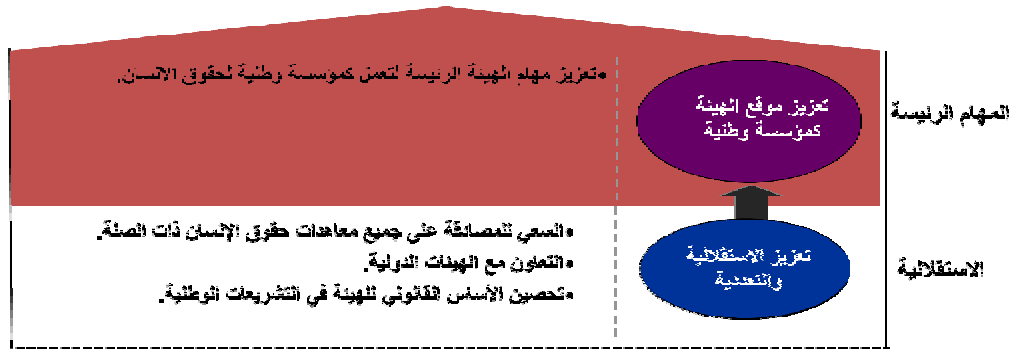 المهام الرئيسة
تعزيز موقع الهيئة
كمؤسسة وطنية
•تعزيز مهام الهيئة الرئيسة لتعمل كمؤسسة وطنية لحقوق الانسان.
الاستقلالية
تعزيز الاستقلالية
والتعددية
•السعي للمصادقة على جميع معاهدات حقوق الإنسان ذات الصلة.
•التعاون مع الهيئات الدولية.
•تحصين الأساس القانوني للهيئة في التشريعات الوطنية.